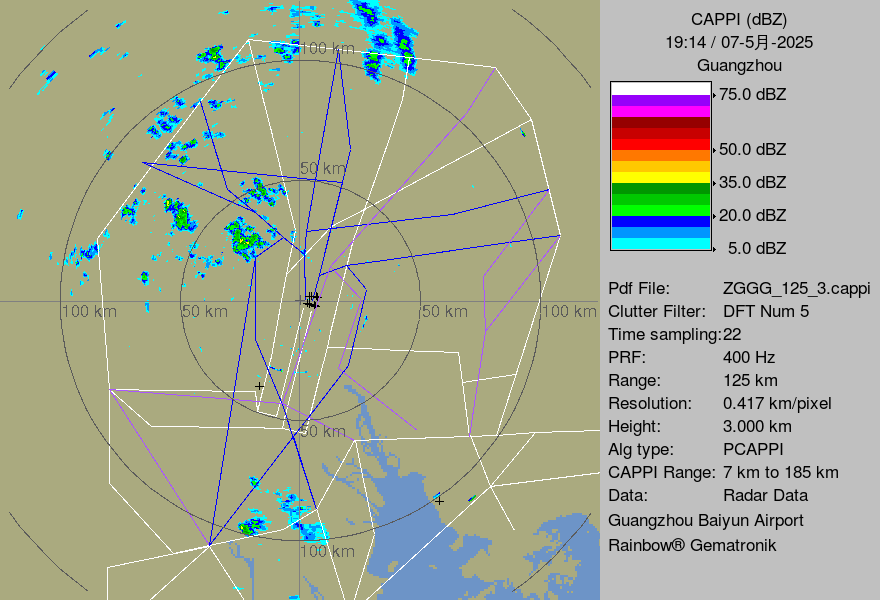 100 km
50 km
100 km
50 km
50 km
100 km
50 km
100 km
CAPPI (dBZ)
19:14 / 07-5月-2025
Guangzhou
75.0 dBZ
50.0 dBZ
35.0 dBZ
20.0 dBZ
5.0 dBZ
Pdf File: ZGGG_125_3.cappi
Clutter Filter: DFT Num 5
Time sampling:22
PRF: 400 Hz
Range: 125 km
Resolution: 0.417 km/pixel
Height: 3.000 km
Alg type: PCAPPI
CAPPI Range: 7 km to 185 km
Data: Radar Data
Guangzhou Baiyun Airport
Rainbow® Gematronik